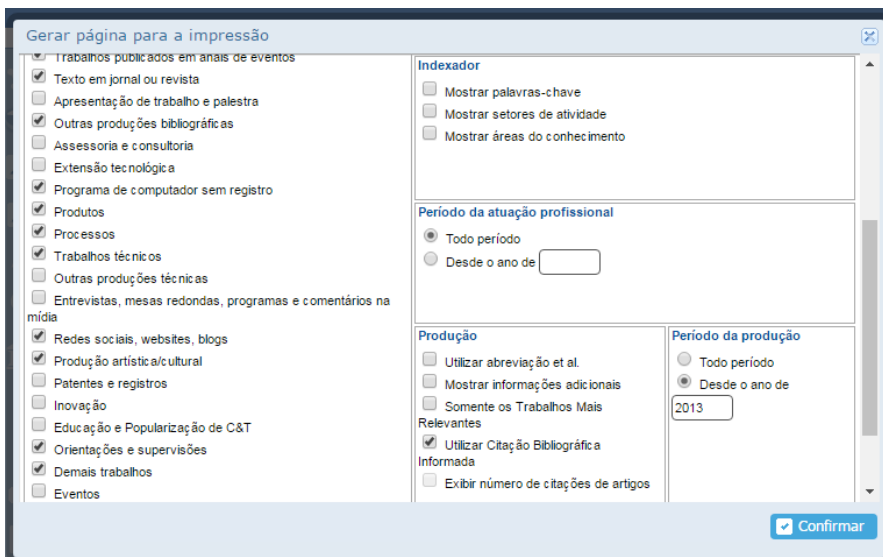 Gerar página para a impressão
Trabalhos publicados em anais de eventos
Texto em jornal ou revista
Apresentação de trabalho e palestra
Outras produções bibliográficas
Assessoria e consultoria
Extensão tecnológica
Programa de computador sem registro
Produtos
Processos
Trabalhos técnicos
Outras produções técnicas
Entrevistas, mesas redondas, programas e comentários na
mídia
Redes sociais, websites, blogs
Produção artística/cultural
Patentes e registros
Inovação
Educação e Popularização de C&T
Orientações e supervisões
Demais trabalhos
Eventos
Indexador
Mostrar palavras-chave
Mostrar setores de atividade
Mostrar áreas do conhecimento
Período da atuação profissional
Todo período
Desde o ano de
Produção
Utilizar abreviação et al.
Mostrar informações adicionais
Somente os Trabalhos Mais
Relevantes
Utilizar Citação Bibliográfica
Informada
Exibir número de citações de artigos
Período da produção
Todo período
Desde o ano de
2013
Confirmar